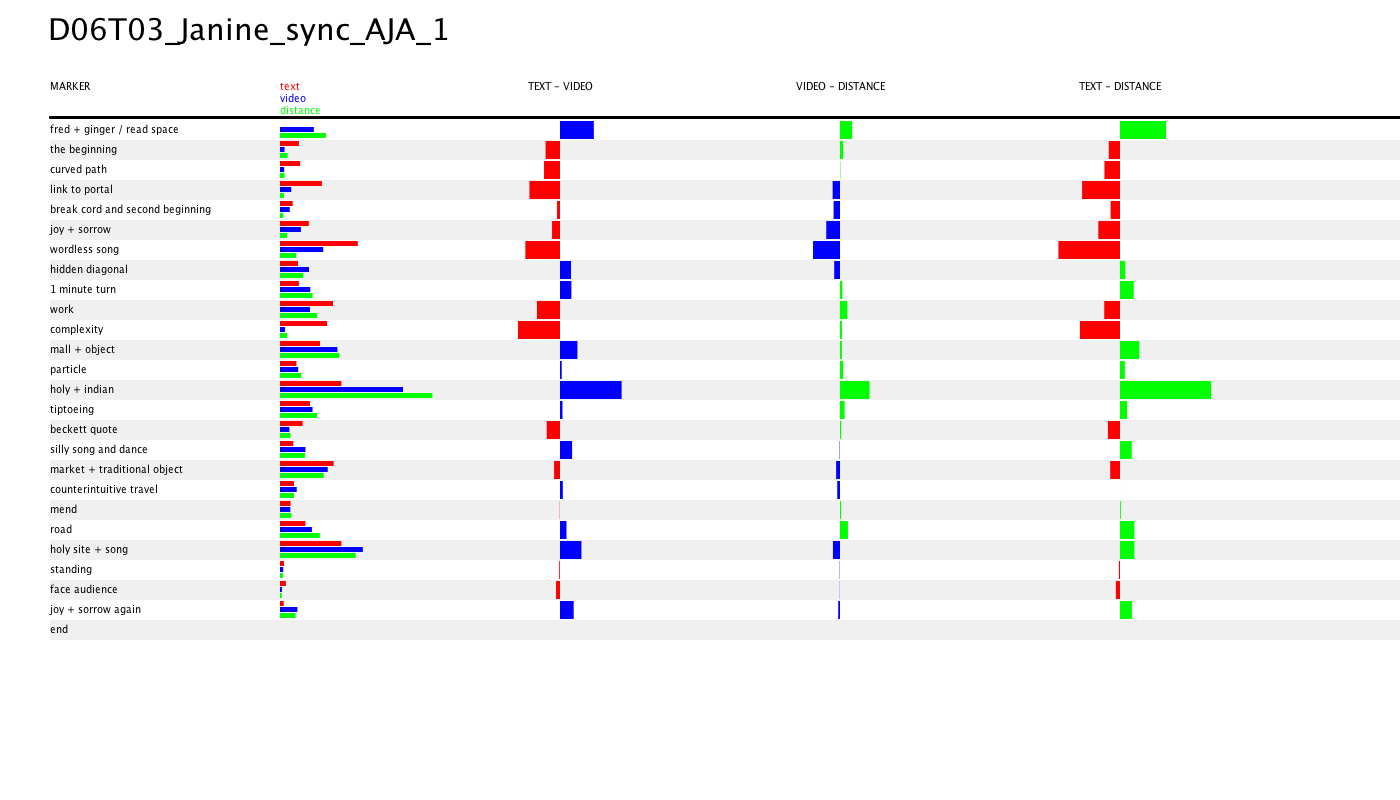 D06T03_Janine_sync_AJA_1
MARKER
text
video
distance
TEXT – VIDEO
VIDEO – DISTANCE
TEXT – DISTANCE
fred + ginger / read space
the beginning
curved path
link to portal
break cord and second beginning
joy + sorrow
wordless song
hidden diagonal
1 minute turn
work
complexity
mall + object
particle
holy + indian
tiptoeing
beckett quote
silly song and dance
market + traditional object
counterintuitive travel
mend
road
holy site + song
standing
face audience
joy + sorrow again
end